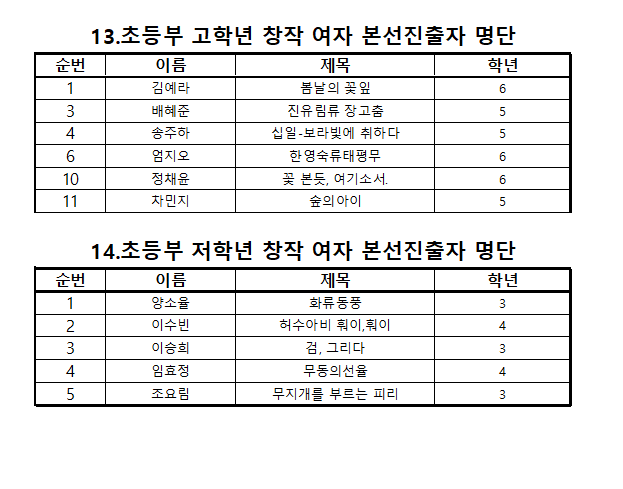 13.초등부 고학년 창작 여자 본선진출자 명단
순번 이름 제목 학년
1 김예라 봄날의 꽃잎 6
3 배혜준 진유림류 장고춤 5
4 송주하 십일-보라빛에 취하다 5
6 엄지오 한영숙류태평무 6
10 정채윤 꽃 본듯, 여기소서. 6
11 차민지 숲의아이 5
14.초등부 저학년 창작 여자 본선진출자 명단
순번 이름 제목 학년
1 양소율 화류동풍 3
2 이수빈 허수아비 훠이,훠이 4
3 이승희 검, 그리다 3
4 임효정 무동의선율 4
5 조요림 무지개를 부르는 피리 3